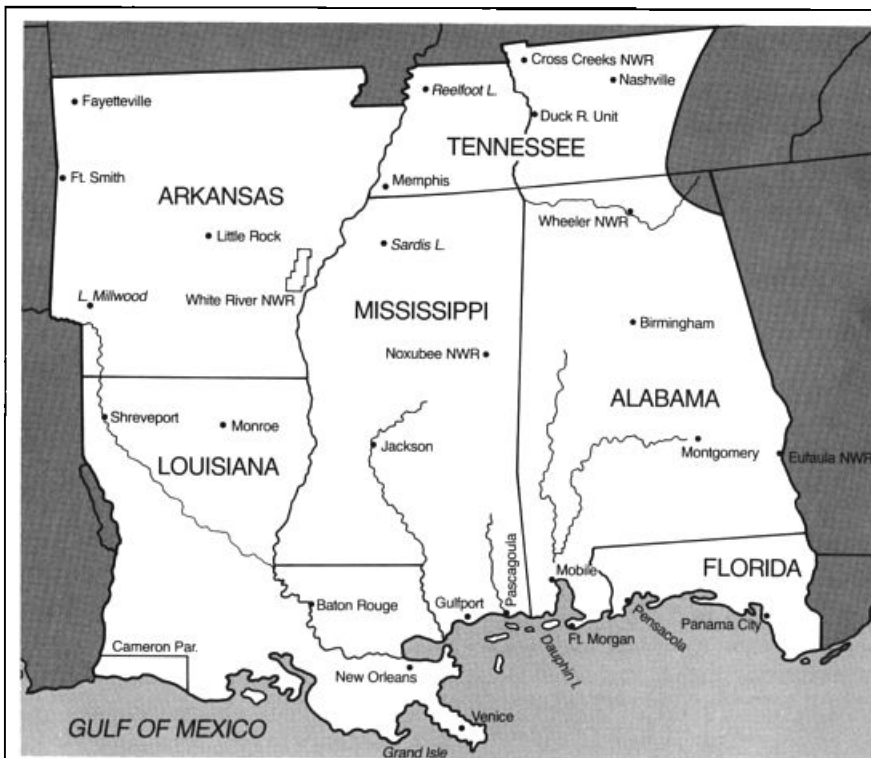 Cross Creeks NWR
Nashville
Fayetteville
Reelfoot L.
Duck R. Unit
TENNESSEE
Ft. Smith
Memphis
ARKANSAS
Wheeler NWR
Little Rock
Sardis L.
L. Millwood
White River NWR
MISSISSIPPI
Birmingham
Noxubee NWR
ALABAMA
Shreveport
Monroe
Jackson
Montgomery
Eufaula NWR
LOUISIANA
Pascagoula
Mobile
FLORIDA
Baton Rouge
Gulfport
Pensacola
Panama City
Ft. Morgan
Dauphin I.
Cameron Par.
New Orleans
GULF OF MEXICO
Venice
Grand Isle